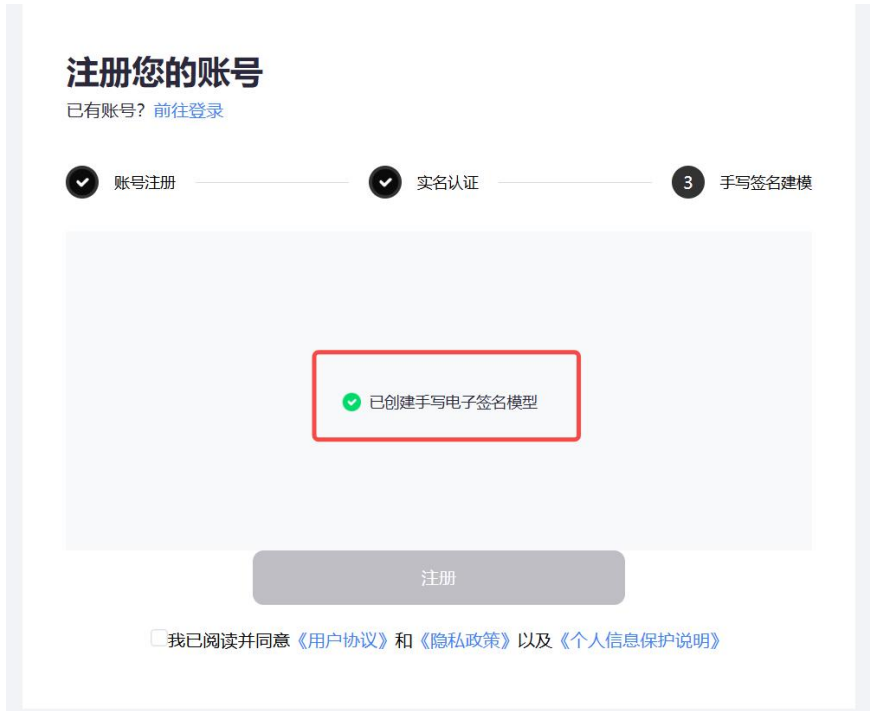 注册您的账号
已有账号？前往登录
账号注册
实名认证
3 手写签名建模
已创建手写电子签名模型
注册
我已阅读并同意《用户协议》和《隐私政策》以及《个人信息保护说明》